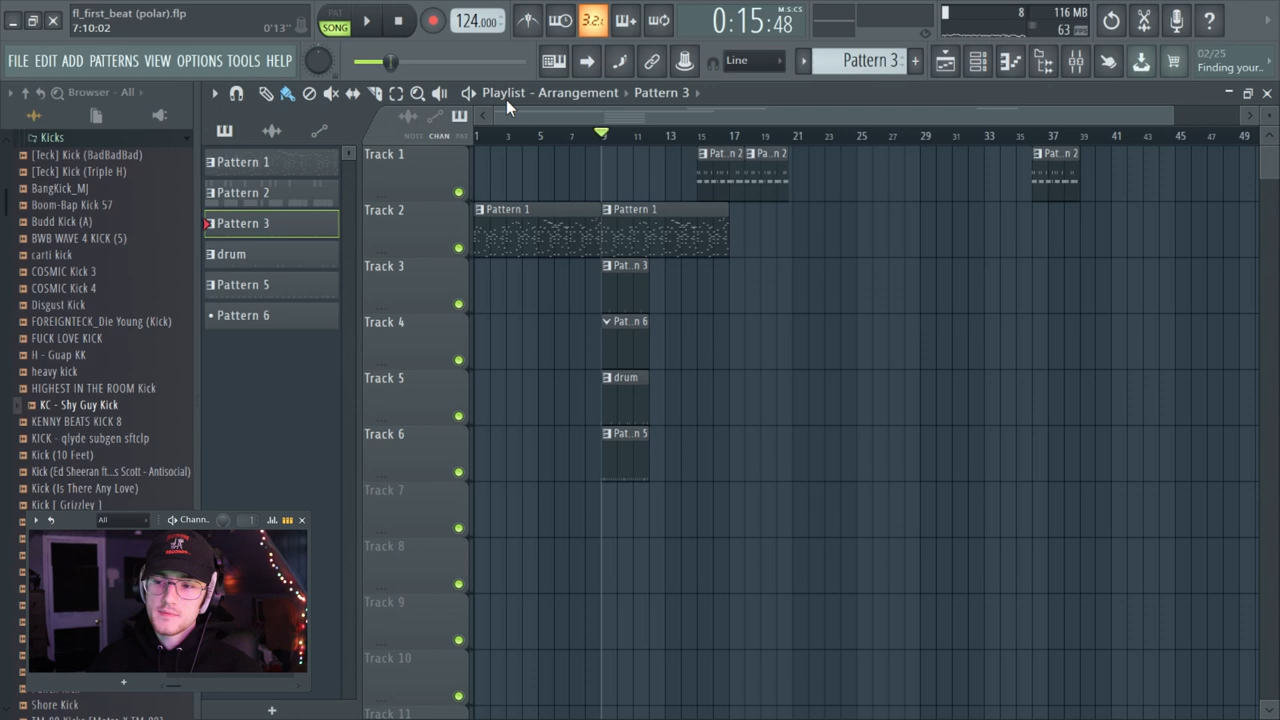 fl_first_beat (polar).flp
7:10:02
0'13"
PAT
SONG
124.000
3.2.
0:15:48
M:S:CS
8
116 MB
63
FILE EDIT ADD PATTERNS VIEW OPTIONS TOOLS HELP
Line
Pattern 3
02/25
Finding your..
Browser - All
Playlist - Arrangement
Pattern 3
NOTE CHAN PAT
1 3 5 7 9 11 13 15 17 19 21 23 25 27 29 31 33 35 37 39 41 43 45 47 49
Kicks
[Teck] Kick (BadBadBad)
[Teck] Kick (Triple H)
BangKick_MJ
Boom-Bap Kick 57
Budd Kick (A)
BWB WAVE 4 KICK (5)
carti kick
COSMIC Kick 3
COSMIC Kick 4
Disgust Kick
FOREIGNTECK_Die Young (Kick)
FUCK LOVE KICK
H - Guap KK
heavy kick
HIGHEST IN THE ROOM Kick
KC - Shy Guy Kick
KENNY BEATS KICK 8
KICK - qlyde subgen sftclp
Kick (10 Feet)
Kick (Ed Sheeran ft...s Scott - Antisocial)
Kick (Is There Any Love)
Kick [ Grizzley ]
Shore Kick
Pattern 1
Pattern 2
Pattern 3
drum
Pattern 5
Pattern 6
All
Chann..
1
Track 1
Pat..n 2
Pa..n 2
Pat..n 2
Track 2
Pattern 1
Pattern 1
Track 3
Pat..n 3
Track 4
Pat..n 6
Track 5
drum
Track 6
Pat..n 5
Track 7
Track 8
Track 9
Track 10
Track 11